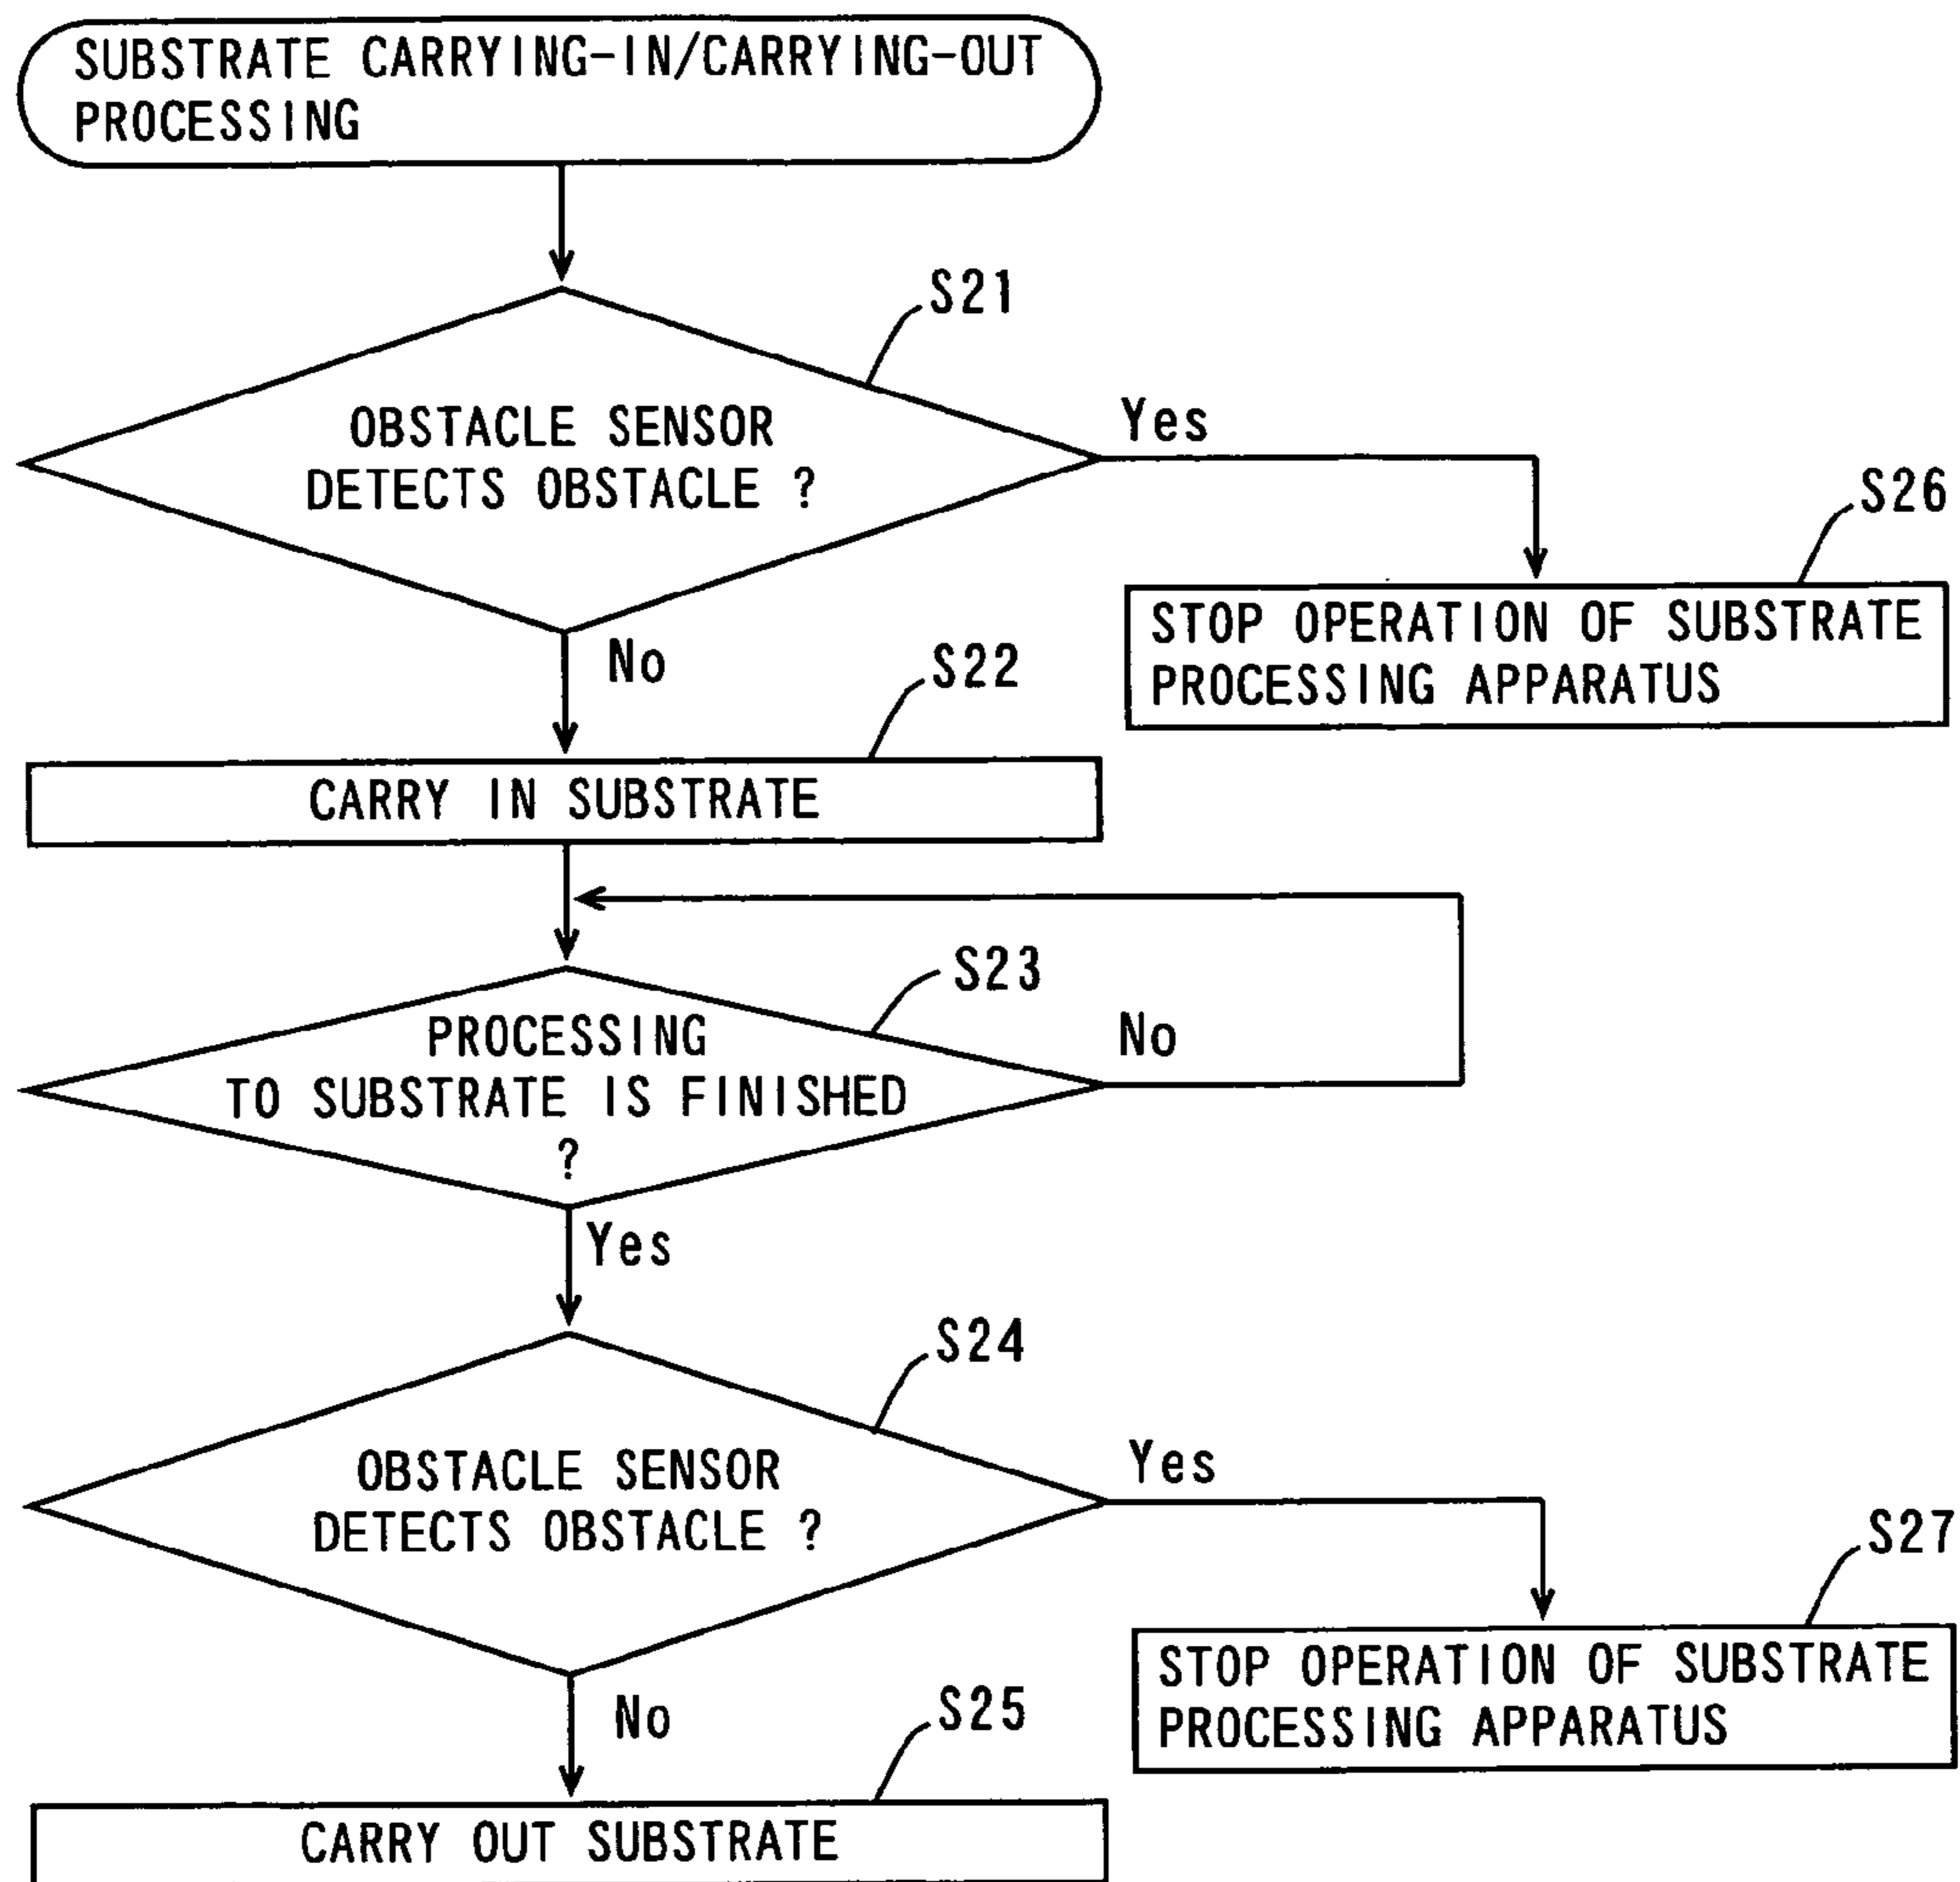 SUBSTRATE CARRYING-IN/CARRYING-OUT
PROCESSING
S21
OBSTACLE SENSOR
DETECTS OBSTACLE ?
Yes
S26
STOP OPERATION OF SUBSTRATE
PROCESSING APPARATUS
No
S22
CARRY IN SUBSTRATE
S23
PROCESSING
TO SUBSTRATE IS FINISHED
?
No
Yes
S24
OBSTACLE SENSOR
DETECTS OBSTACLE ?
Yes
S27
STOP OPERATION OF SUBSTRATE
PROCESSING APPARATUS
No
S25
CARRY OUT SUBSTRATE